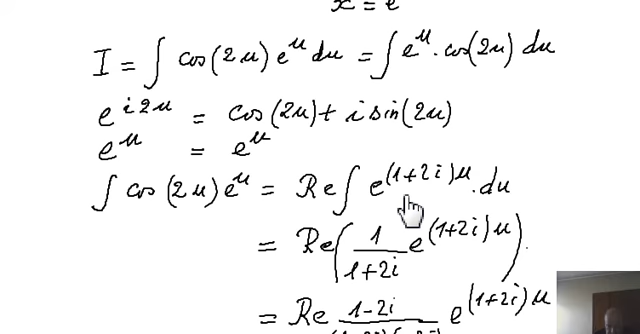 x = e
I = ∫ cos(2u) e^u du = ∫ e^u · cos(2u) du
e^{i2u} = cos(2u) + i sin(2u)
e^u = e^u
∫ cos(2u) e^u = Re ∫ e^{(1+2i)u} · du
= Re( 1/(1+2i) e^{(1+2i)u} ).
= Re (1-2i)/ e^{(1+2i)u}